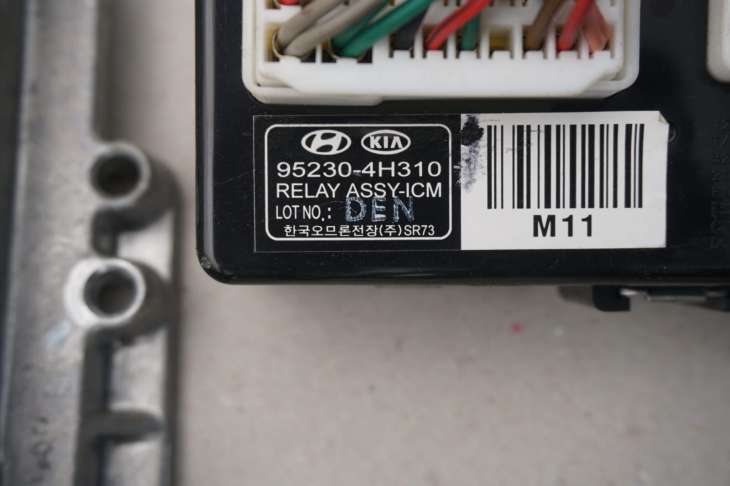 HYUNDAI KIA
95230-4H310
RELAY ASSY-ICM
LOT NO.: DEN
한국오므론전장(주) SR73
M11